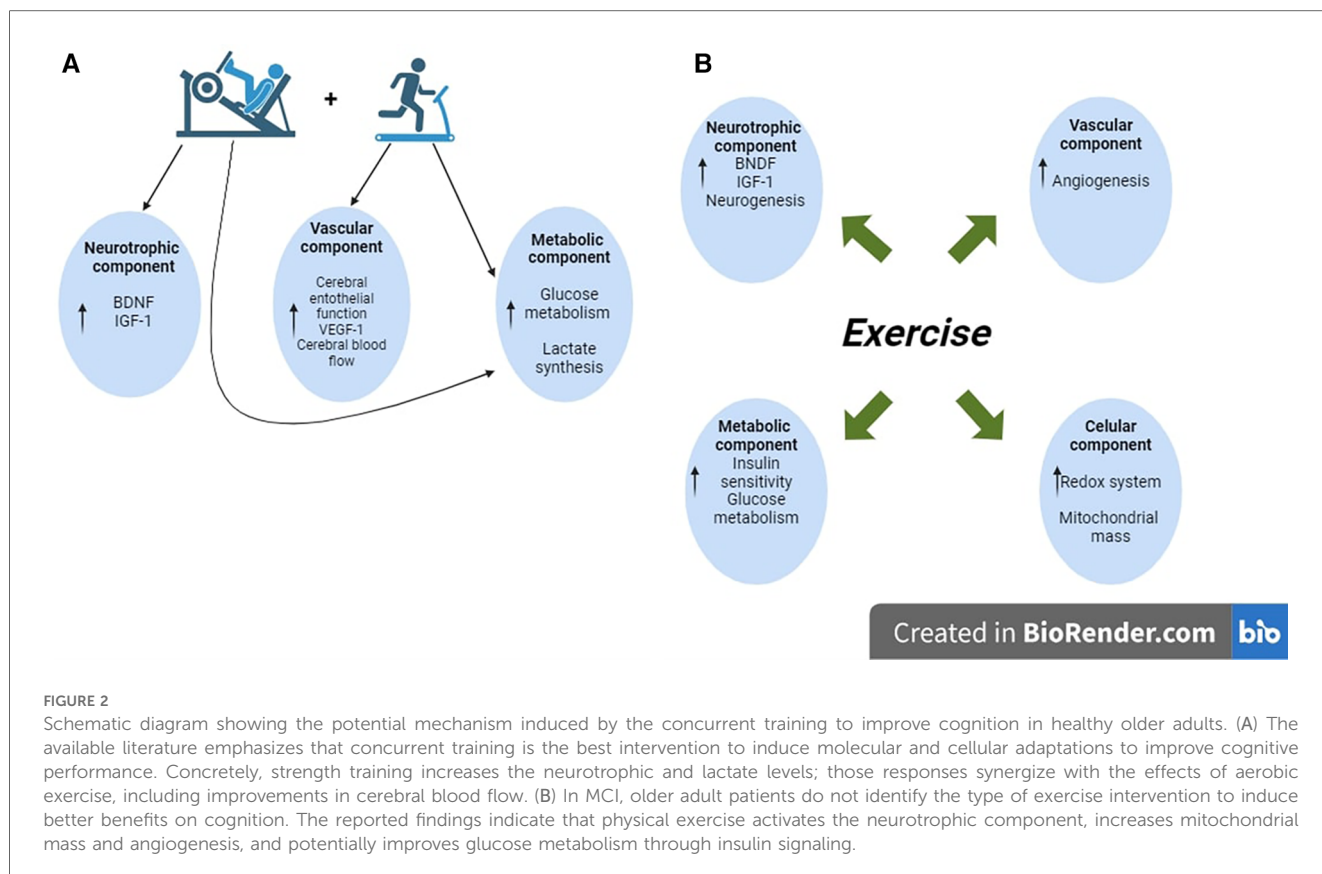 A
+
Neurotrophic
component
BDNF
IGF-1
Vascular
component
Cerebral
entothelial
function
VEGF-1
Cerebral blood
flow
Metabolic
component
Glucose
metabolism
Lactate
synthesis
B
Neurotrophic
component
BNDF
IGF-1
Neurogenesis
Vascular
component
Angiogenesis
Exercise
Metabolic
component
Insulin
sensitivity
Glucose
metabolism
Cellular
component
Redox system
Mitochondrial
mass
Created in BioRender.com bio
FIGURE 2
Schematic diagram showing the potential mechanism induced by the concurrent training to improve cognition in healthy older adults. (A) The
available literature emphasizes that concurrent training is the best intervention to induce molecular and cellular adaptations to improve cognitive
performance. Concretely, strength training increases the neurotrophic and lactate levels; those responses synergize with the effects of aerobic
exercise, including improvements in cerebral blood flow. (B) In MCI, older adult patients do not identify the type of exercise intervention to induce
better benefits on cognition. The reported findings indicate that physical exercise activates the neurotrophic component, increases mitochondrial
mass and angiogenesis, and potentially improves glucose metabolism through insulin signaling.